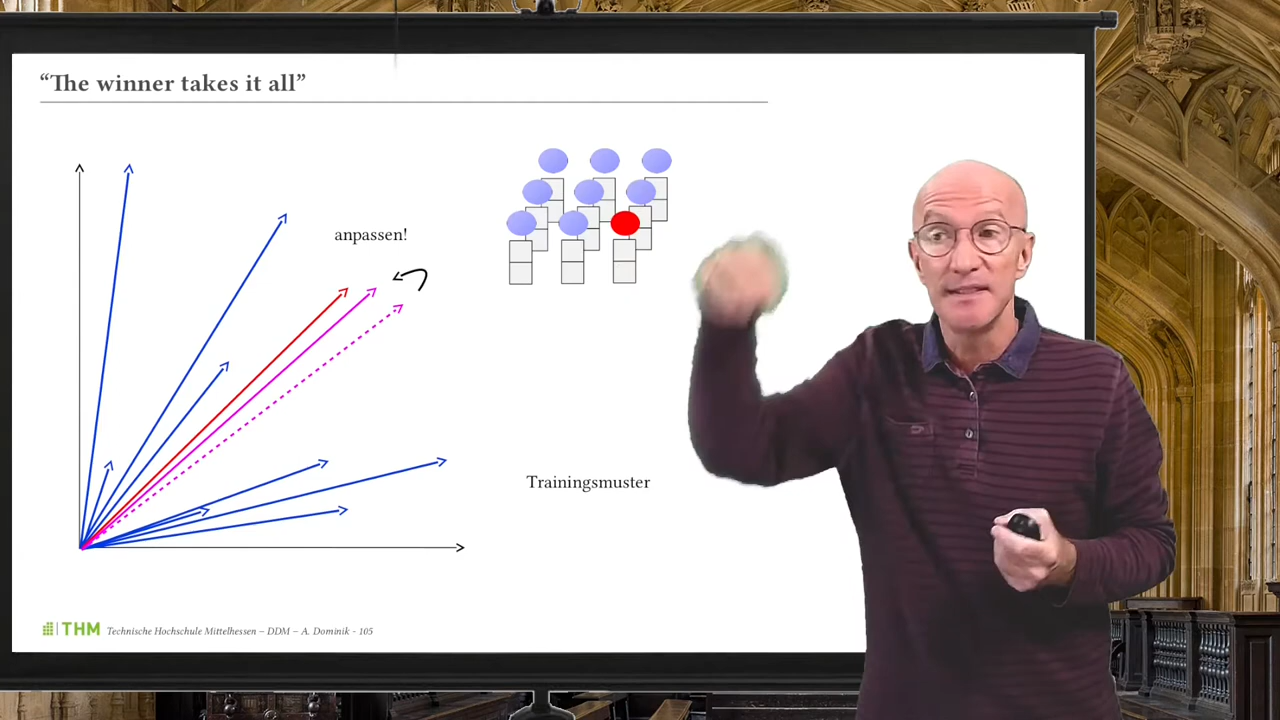 “The winner takes it all”
anpassen!
Trainingsmuster
THM Technische Hochschule Mittelhessen – DDM – A. Dominik - 105